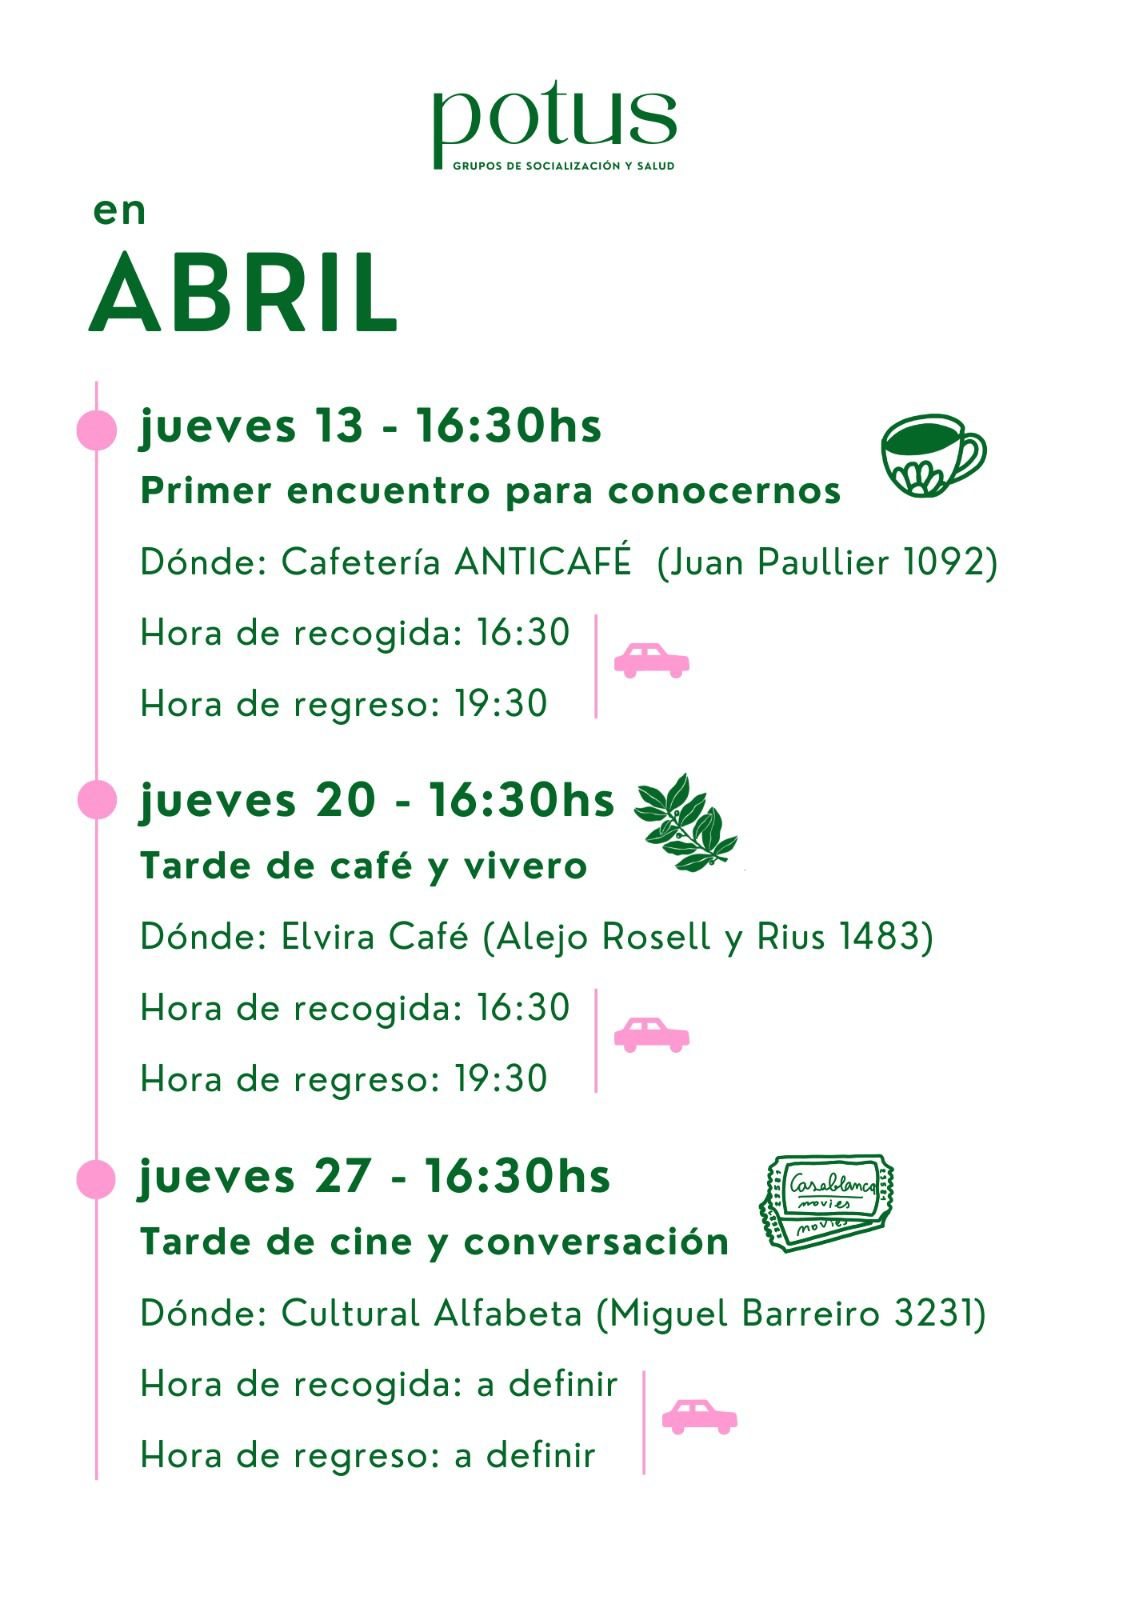 potus
GRUPOS DE SOCIALIZACIÓN Y SALUD
en
ABRIL
jueves 13 - 16:30hs
Primer encuentro para conocernos
Dónde: Cafetería ANTICAFÉ (Juan Paullier 1092)
Hora de recogida: 16:30
Hora de regreso: 19:30
jueves 20 - 16:30hs
Tarde de café y vivero
Dónde: Elvira Café (Alejo Rosell y Rius 1483)
Hora de recogida: 16:30
Hora de regreso: 19:30
jueves 27 - 16:30hs
Casablanca
movies
movies
Tarde de cine y conversación
Dónde: Cultural Alfabeta (Miguel Barreiro 3231)
Hora de recogida: a definir
Hora de regreso: a definir